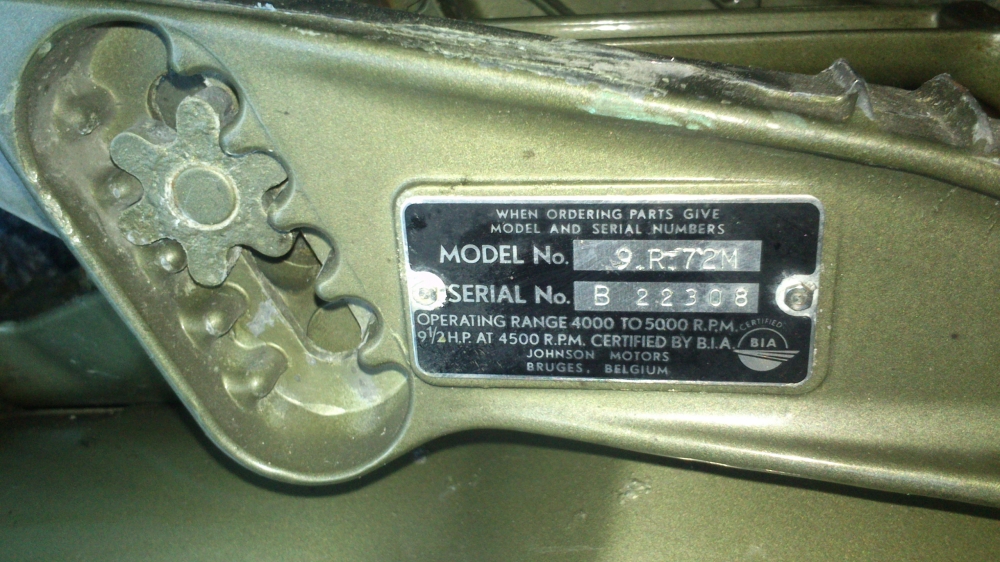 WHEN ORDERING PARTS GIVE
MODEL AND SERIAL NUMBERS
MODEL No. 9.R.72M
SERIAL No. B 22308
OPERATING RANGE 4000 TO 5000 R.P.M.
9½ H.P. AT 4500 R.P.M. CERTIFIED BY B.I.A.
CERTIFIED
BIA
JOHNSON MOTORS
BRUGES, BELGIUM